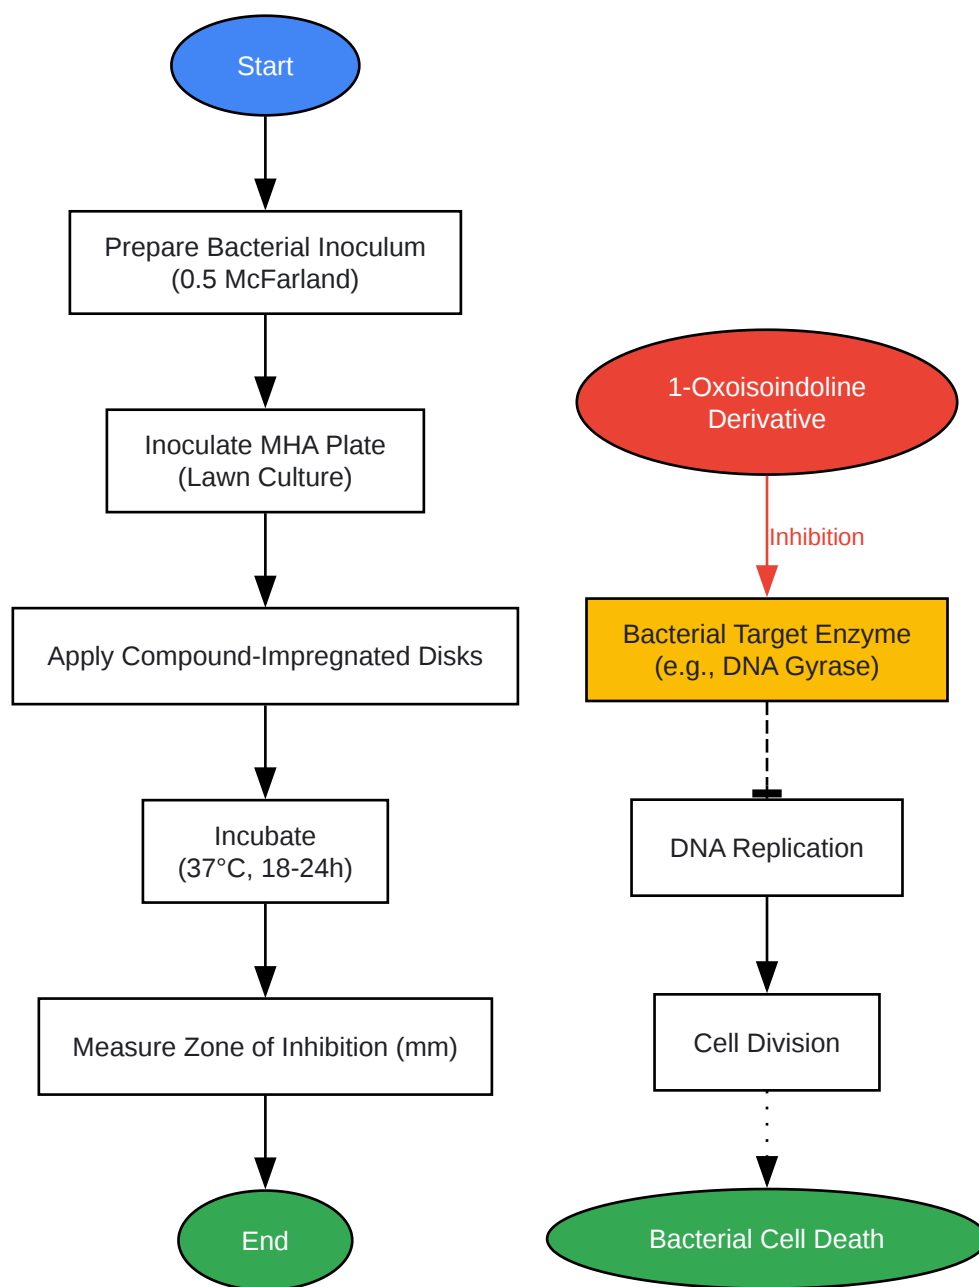 Start
Prepare Bacterial Inoculum
(0.5 McFarland)
Inoculate MHA Plate
(Lawn Culture)
Apply Compound-Impregnated Disks
Incubate
(37°C, 18-24h)
Measure Zone of Inhibition (mm)
End
1-Oxoisoindoline
Derivative
Inhibition
Bacterial Target Enzyme
(e.g., DNA Gyrase)
DNA Replication
Cell Division
Bacterial Cell Death